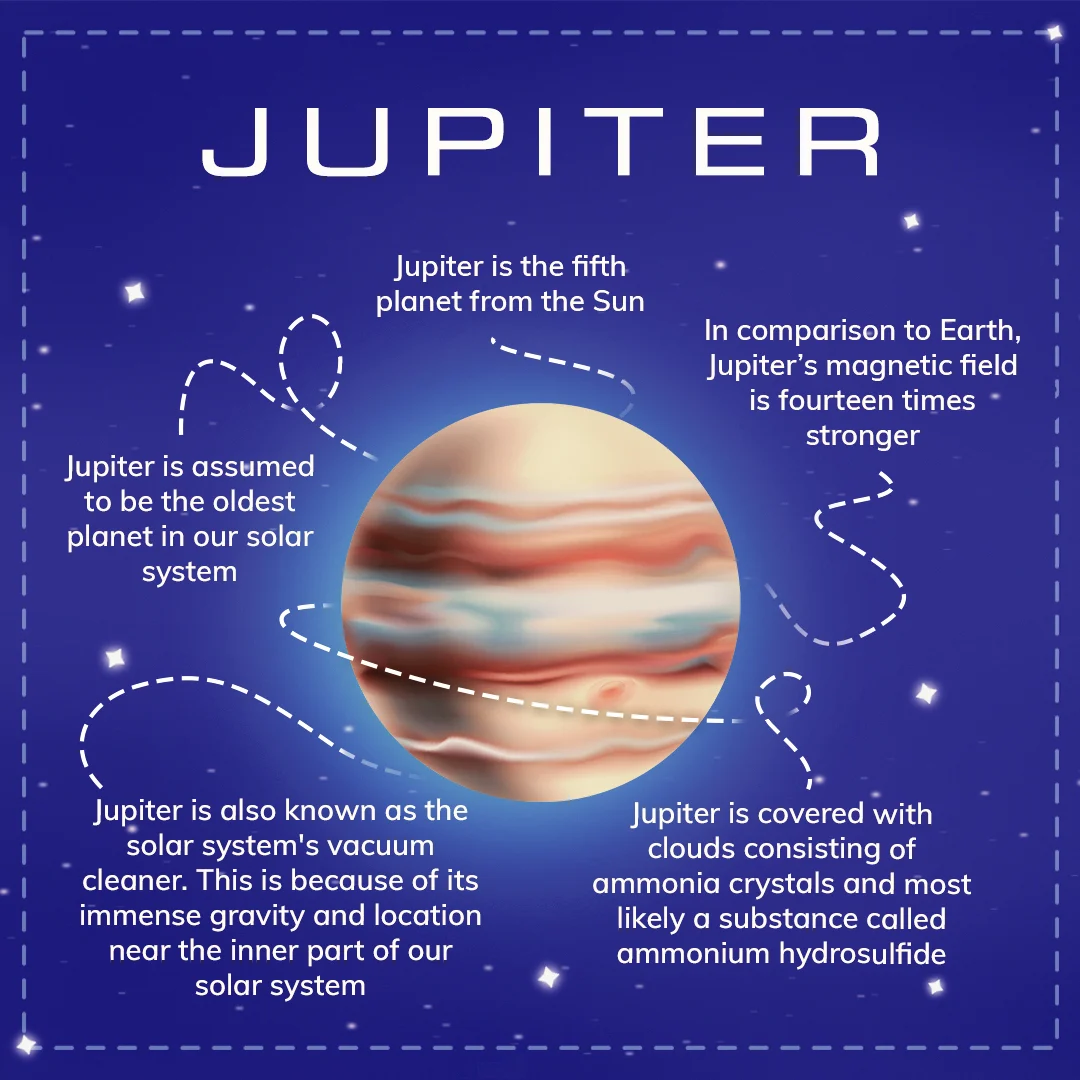 JUPITER
Jupiter is the fifth
planet from the Sun
In comparison to Earth,
Jupiter’s magnetic field
is fourteen times
stronger
Jupiter is assumed
to be the oldest
planet in our solar
system
Jupiter is also known as the
solar system's vacuum
cleaner. This is because of its
immense gravity and location
near the inner part of our
solar system
Jupiter is covered with
clouds consisting of
ammonia crystals and most
likely a substance called
ammonium hydrosulfide